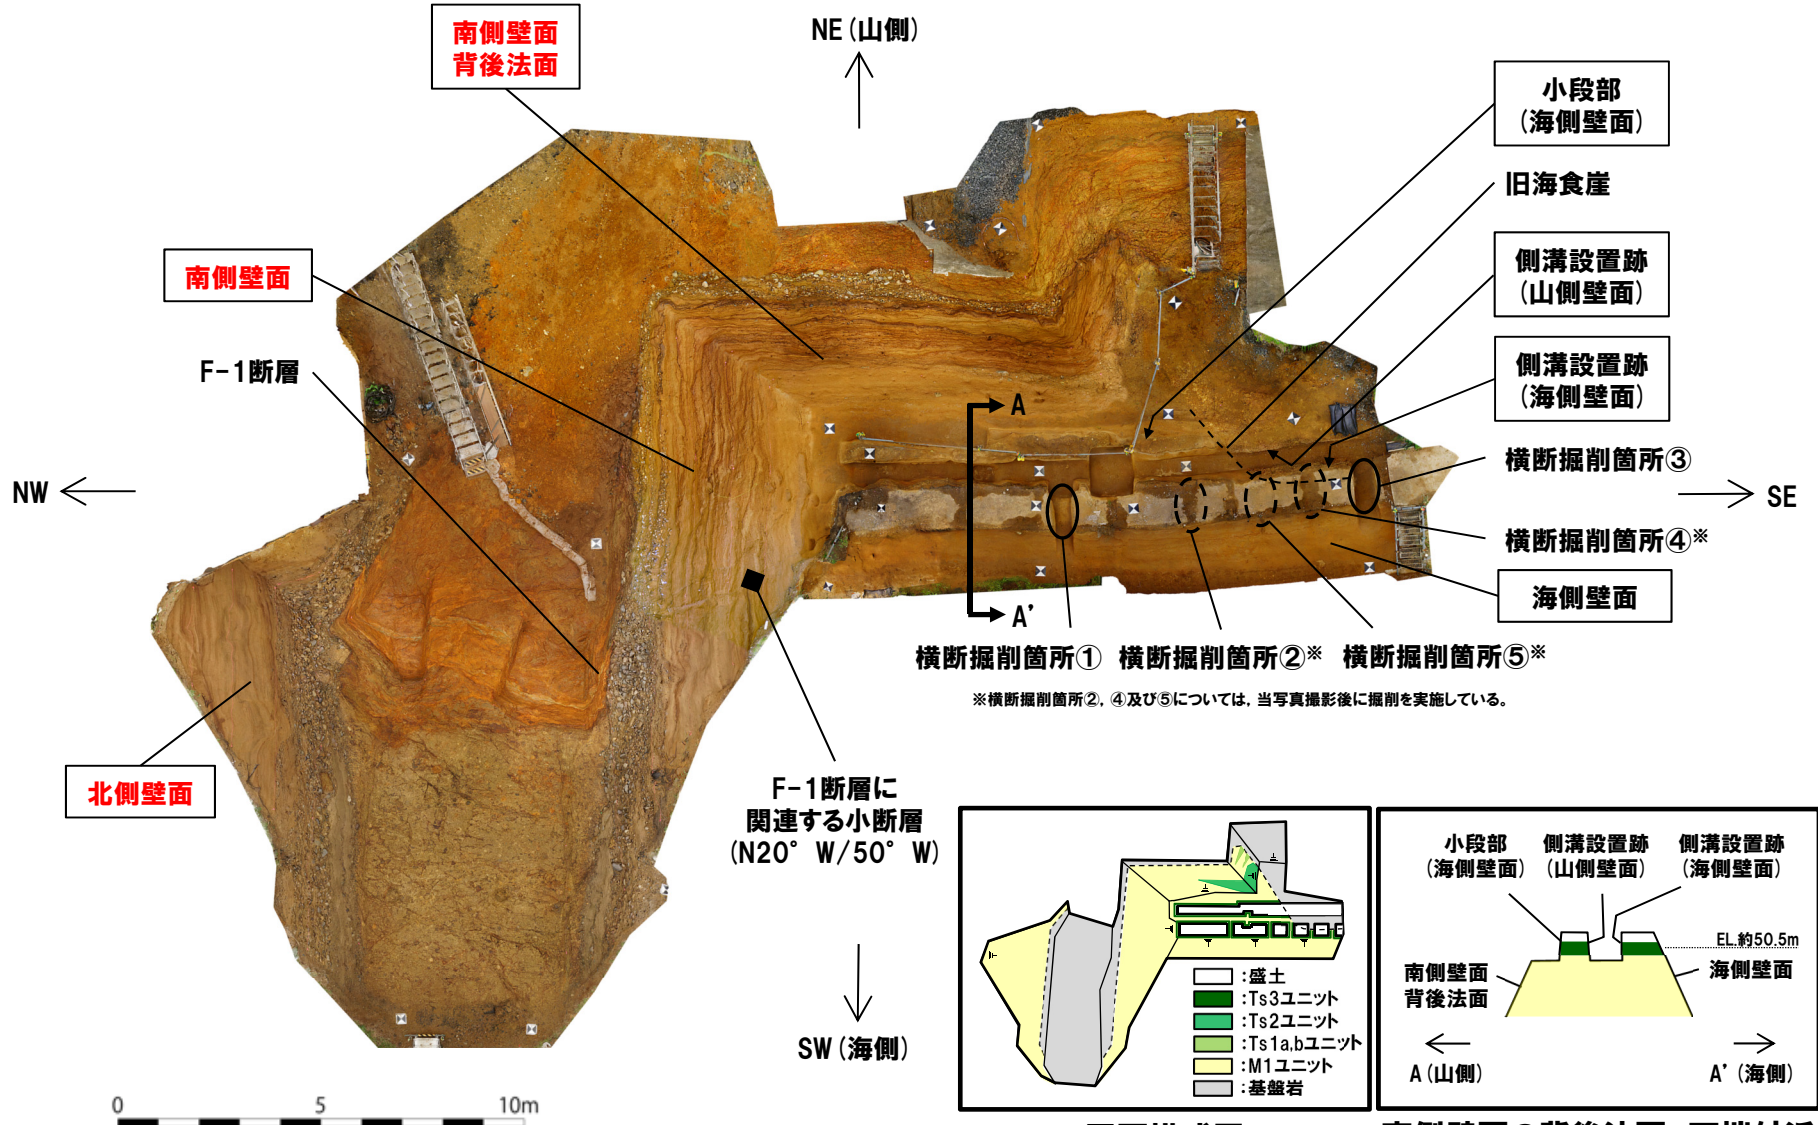 南側壁面
背後法面
NE(山側)
小段部
(海側壁面)
旧海食崖
側溝設置跡
(山側壁面)
南側壁面
F-1断層
側溝設置跡
(海側壁面)
A
横断掘削箇所③
NW
SE
横断掘削箇所④※
海側壁面
A'
横断掘削箇所① 横断掘削箇所②※ 横断掘削箇所⑤※
※横断掘削箇所②, ④及び⑤については, 当写真撮影後に掘削を実施している。
北側壁面
F-1断層に
関連する小断層
(N20°W/50°W)
SW(海側)
:盛土
:Ts3ユニット
:Ts2ユニット
:Ts1a,bユニット
:M1ユニット
:基盤岩
小段部 側溝設置跡 側溝設置跡
(海側壁面) (山側壁面) (海側壁面)
EL.約50.5m
南側壁面
背後法面
海側壁面
A(山側) A'(海側)
0 5 10m